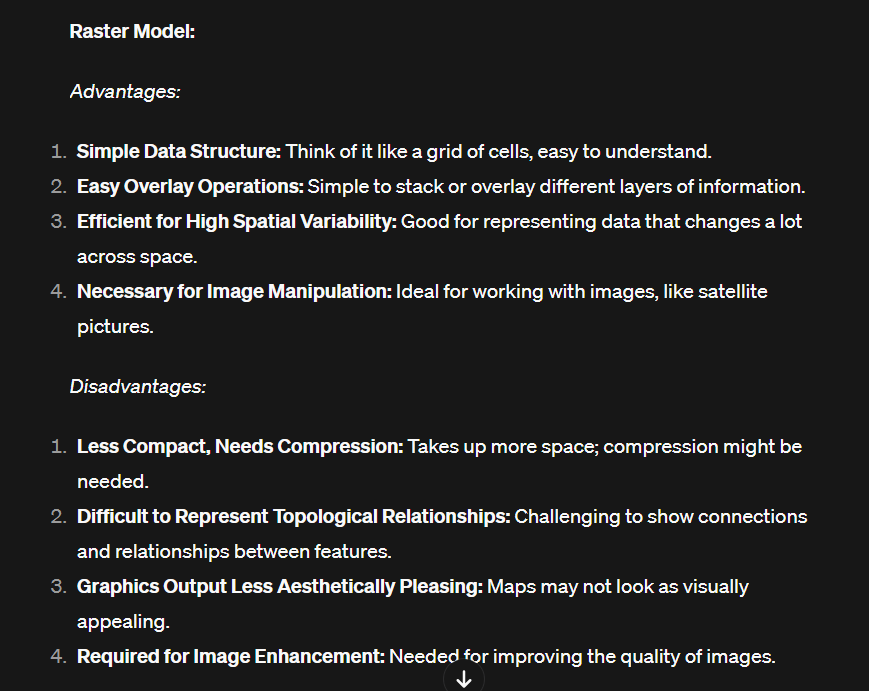 Raster Model:
Advantages:
1. Simple Data Structure: Think of it like a grid of cells, easy to understand.
2. Easy Overlay Operations: Simple to stack or overlay different layers of information.
3. Efficient for High Spatial Variability: Good for representing data that changes a lot
across space.
4. Necessary for Image Manipulation: Ideal for working with images, like satellite
pictures.
Disadvantages:
1. Less Compact, Needs Compression: Takes up more space; compression might be
needed.
2. Difficult to Represent Topological Relationships: Challenging to show connections
and relationships between features.
3. Graphics Output Less Aesthetically Pleasing: Maps may not look as visually
appealing.
4. Required for Image Enhancement: Needed for improving the quality of images.